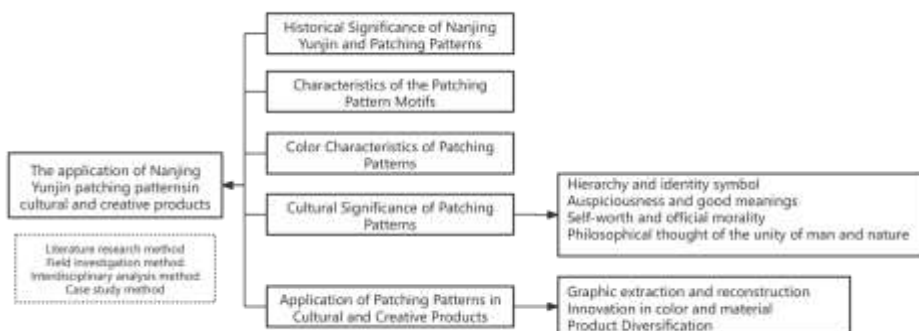 Historical Significance of Nanjing
Yunjin and Patching Patterns
Characteristics of the Patching
Pattern Motifs
Color Characteristics of Patching
Patterns
The application of Nanjing
Yunjin patching patternsin
cultural and creative products
Cultural Significance of Patching
Patterns
Hierarchy and identity symbol
Auspiciousness and good meanings
Self-worth and official morality
Philosophical thought of the unity of man and nature
Literature research method
Field investigation method
Interdisciplinary analysis method
Case study method
Application of Patching Patterns in
Cultural and Creative Products
Graphic extraction and reconstruction
Innovation in color and material
Product Diversification